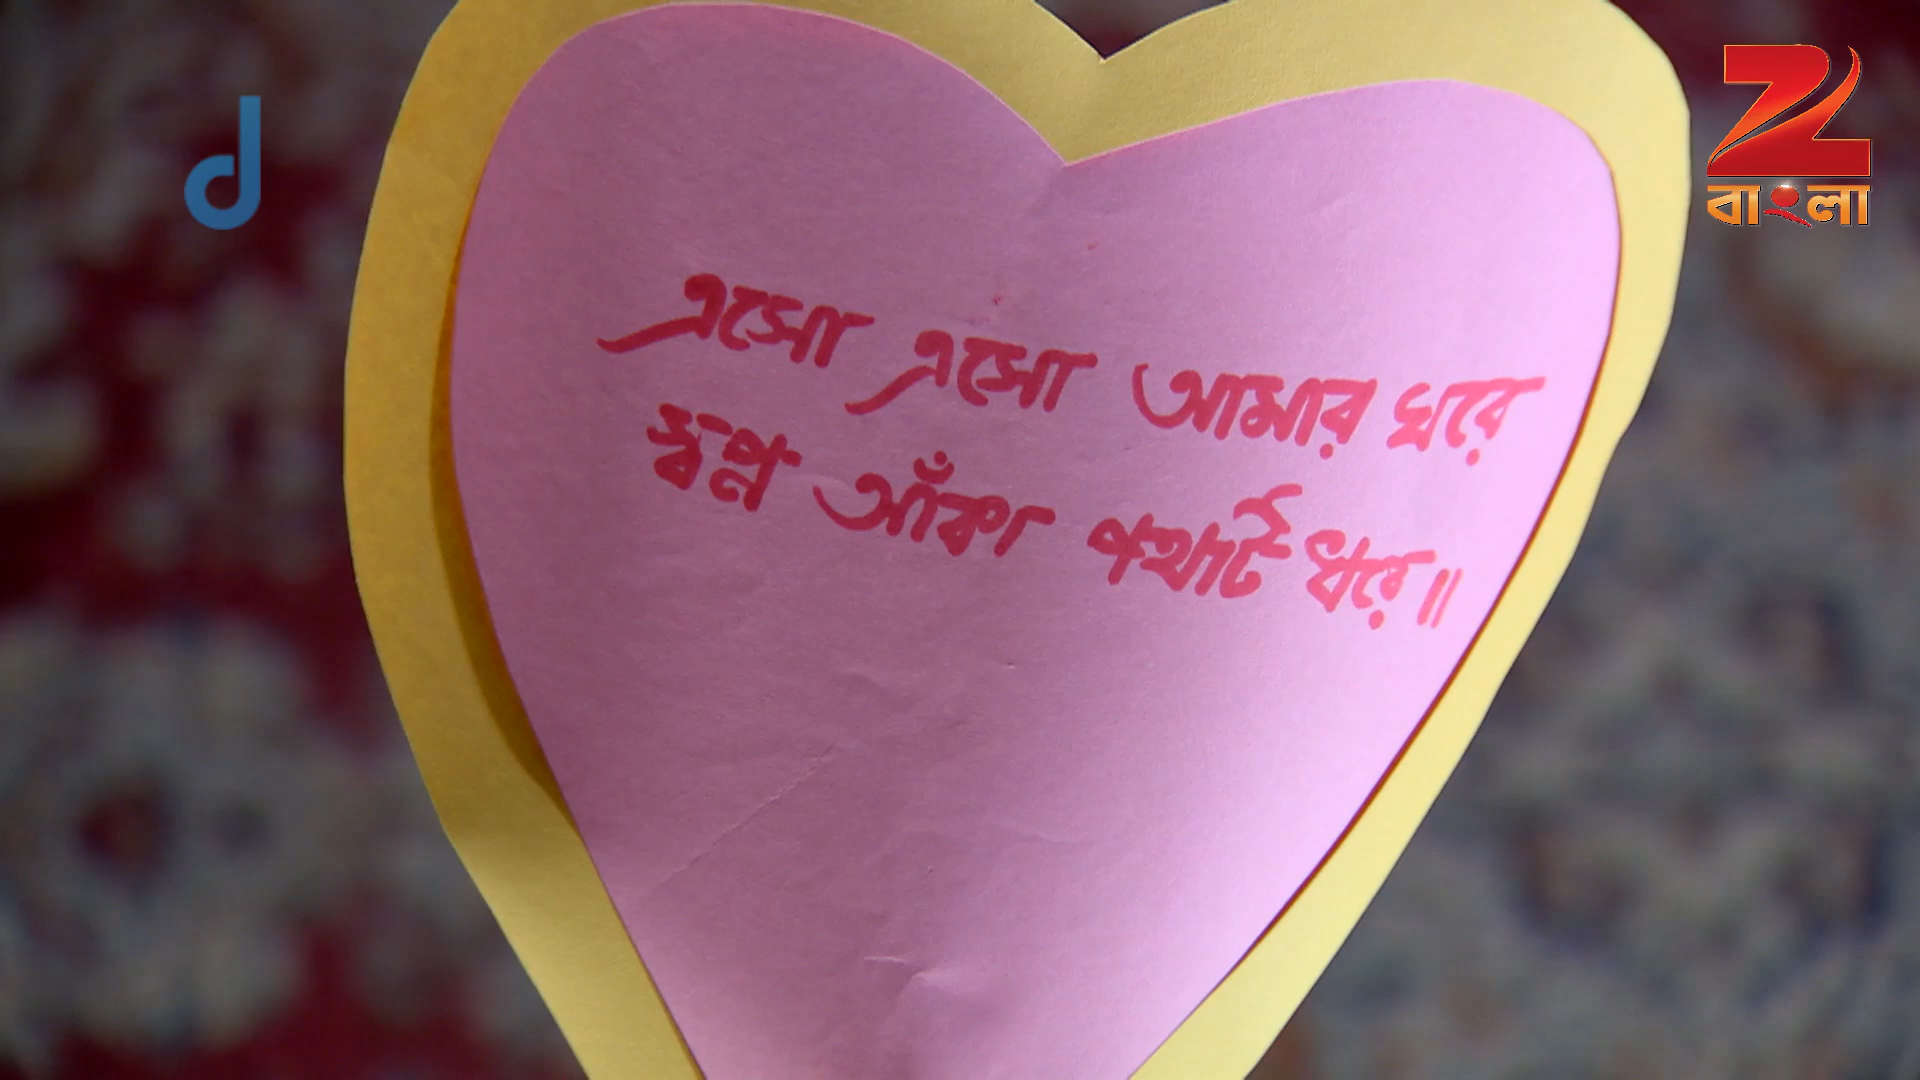 d
Z
বাংলা
এসো এসো আমার ঘরে
স্বপ্ন আঁকা পথটি ধরে॥